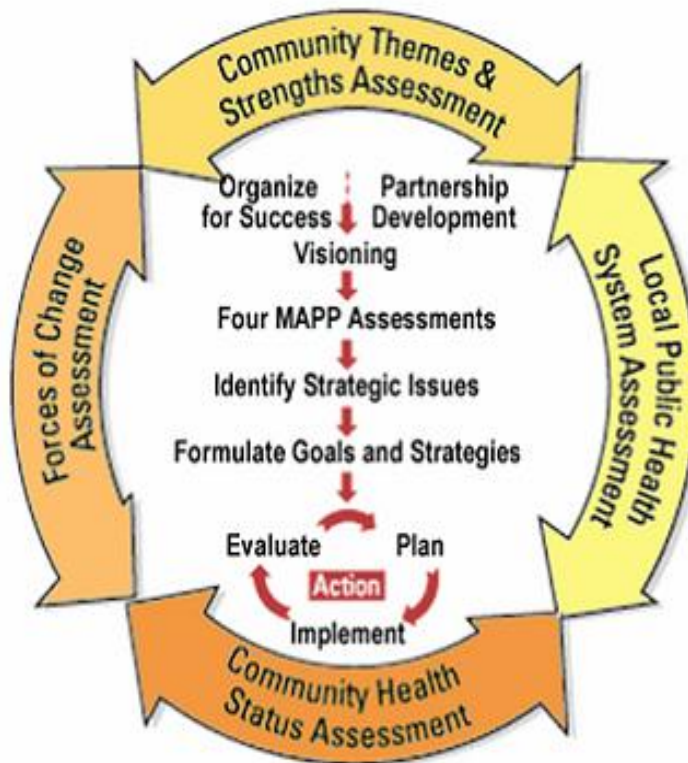 Community Themes &
Strengths Assessment
Organize
for Success
Partnership
Development
Visioning
Four MAPP Assessments
Identify Strategic Issues
Formulate Goals and Strategies
Evaluate
Plan
Action
Implement
Forces of Change
Assessment
Local Public Health
System Assessment
Community Health
Status Assessment